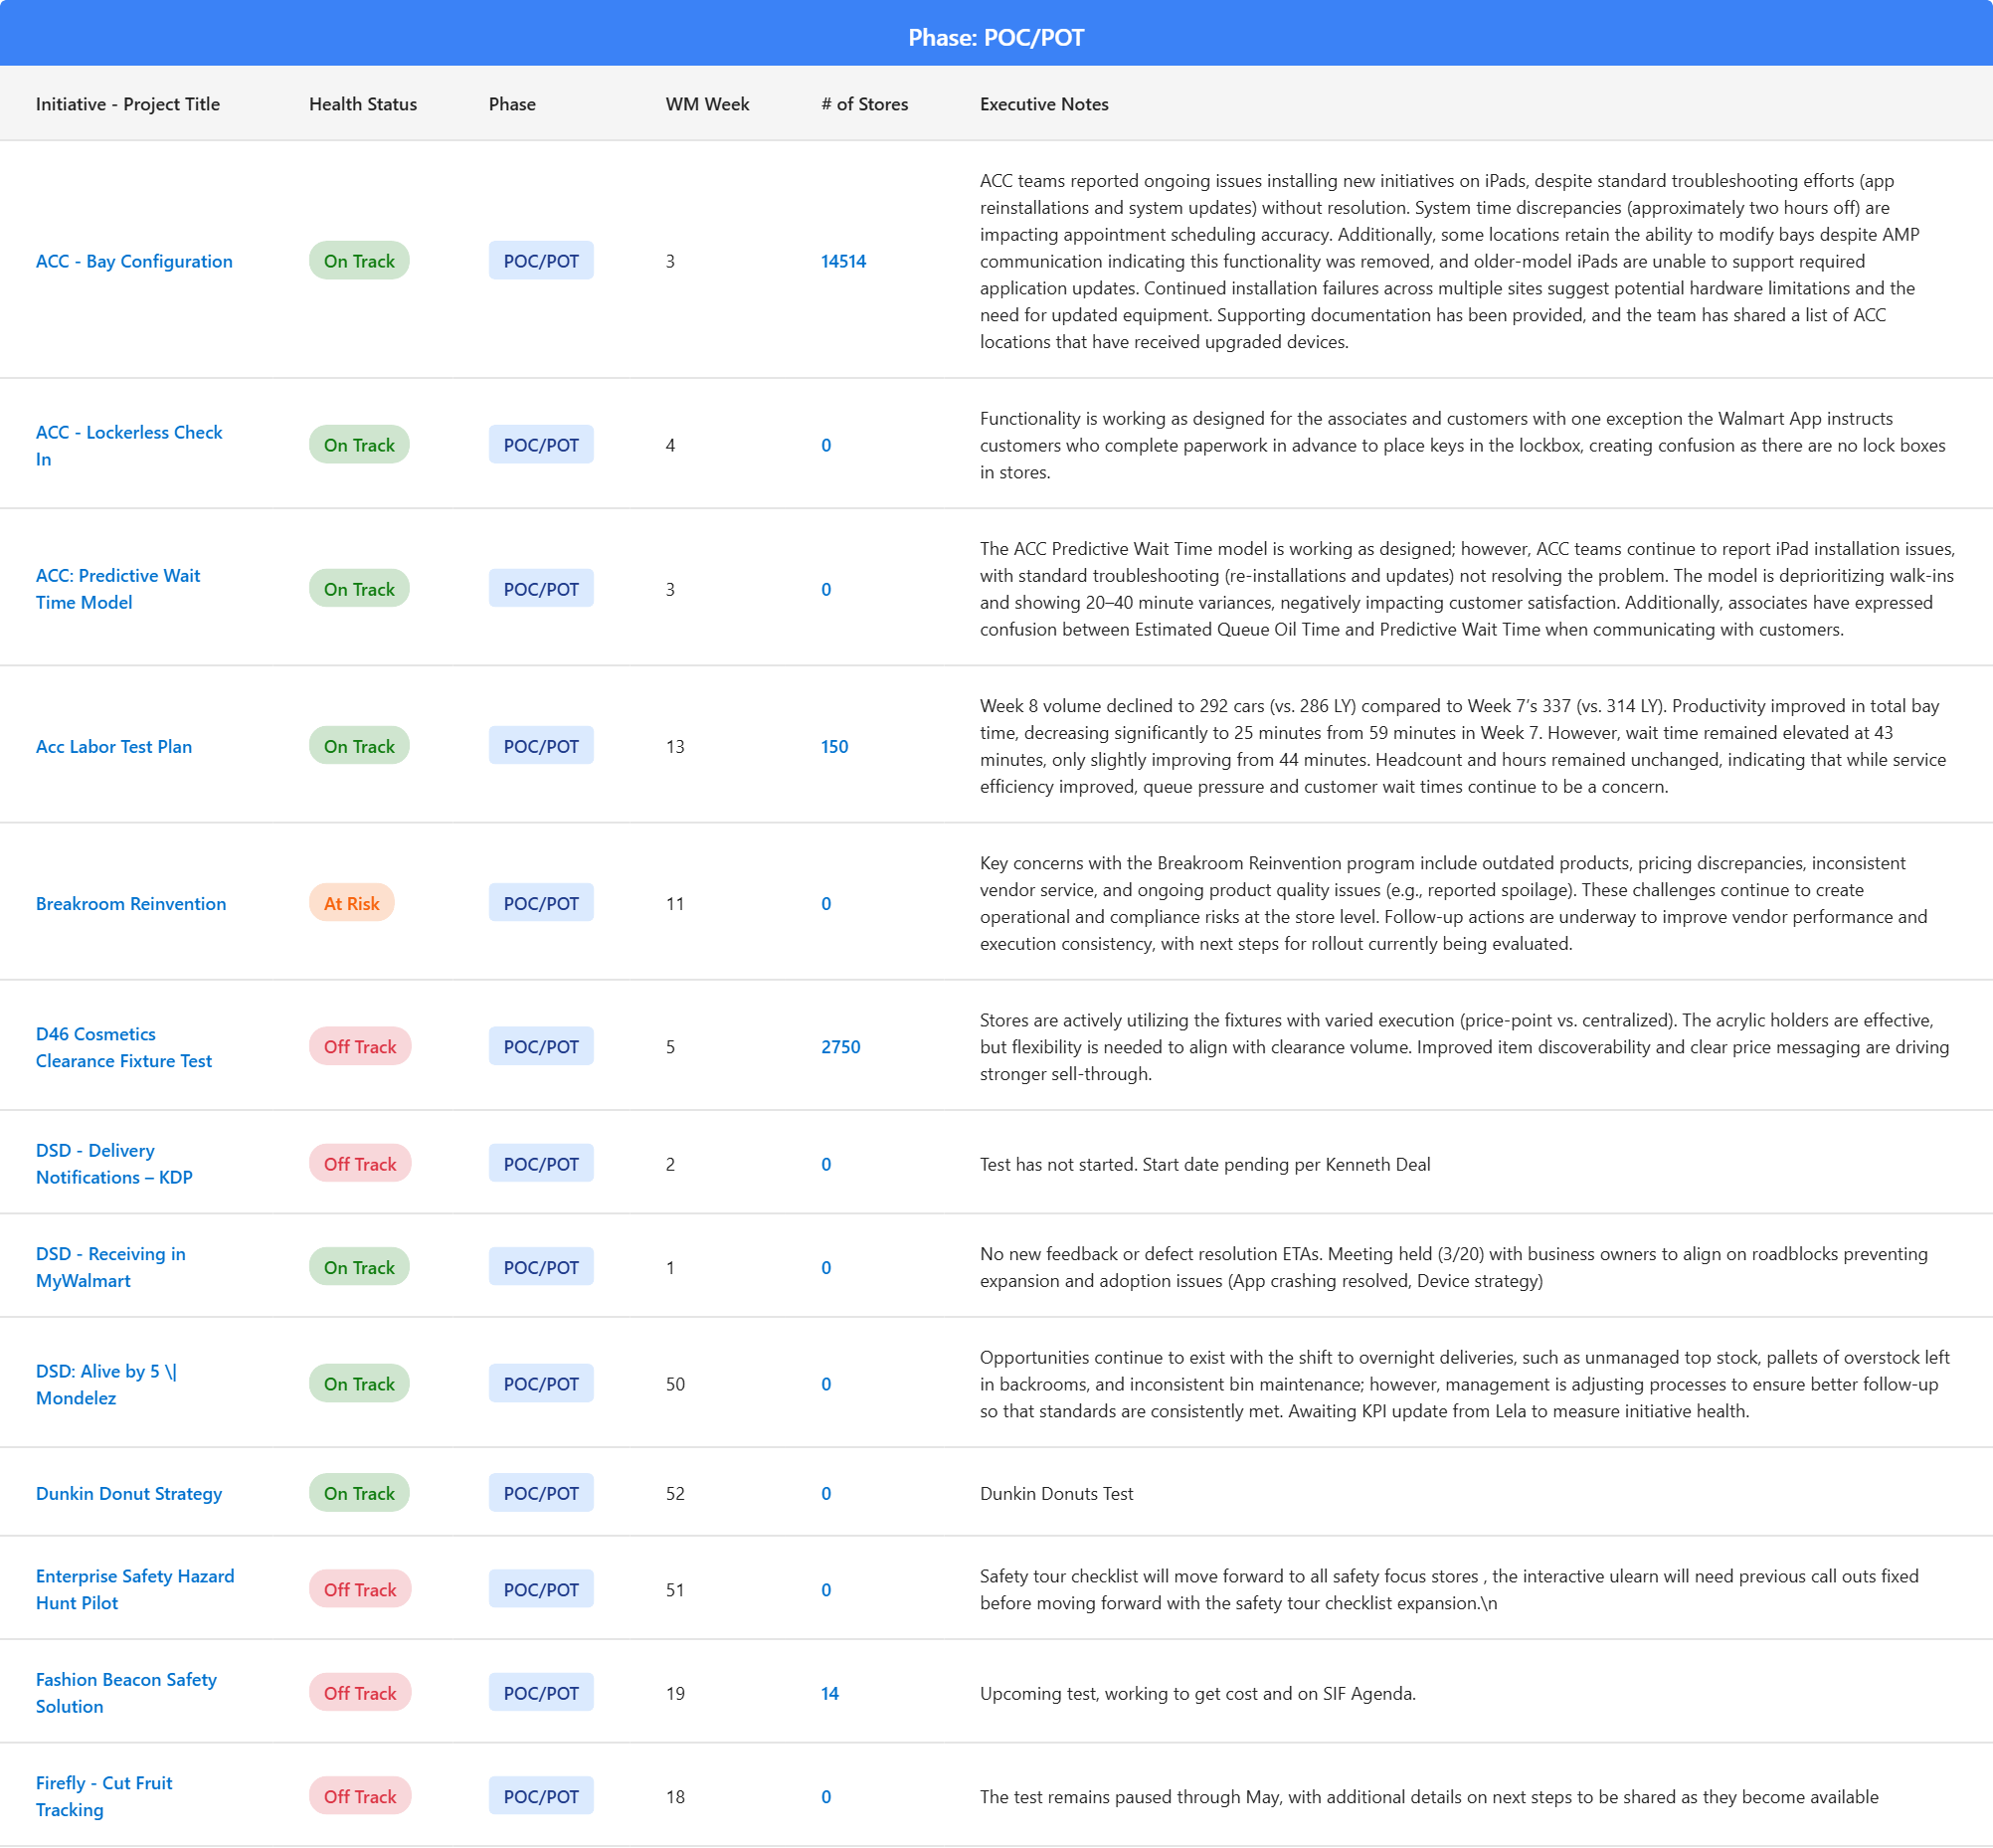 Phase: POC/POT
Initiative - Project Title Health Status Phase WM Week # of Stores Executive Notes
ACC - Bay Configuration On Track POC/POT 3 14514
ACC teams reported ongoing issues installing new initiatives on iPads, despite standard troubleshooting efforts (app
reinstallations and system updates) without resolution. System time discrepancies (approximately two hours off) are
impacting appointment scheduling accuracy. Additionally, some locations retain the ability to modify bays despite AMP
communication indicating this functionality was removed, and older-model iPads are unable to support required
application updates. Continued installation failures across multiple sites suggest potential hardware limitations and the
need for updated equipment. Supporting documentation has been provided, and the team has shared a list of ACC
locations that have received upgraded devices.
ACC - Lockerless Check
In
On Track POC/POT 4 0
Functionality is working as designed for the associates and customers with one exception the Walmart App instructs
customers who complete paperwork in advance to place keys in the lockbox, creating confusion as there are no lock boxes
in stores.
ACC: Predictive Wait
Time Model
On Track POC/POT 3 0
The ACC Predictive Wait Time model is working as designed; however, ACC teams continue to report iPad installation issues,
with standard troubleshooting (re-installations and updates) not resolving the problem. The model is deprioritizing walk-ins
and showing 20–40 minute variances, negatively impacting customer satisfaction. Additionally, associates have expressed
confusion between Estimated Queue Oil Time and Predictive Wait Time when communicating with customers.
Acc Labor Test Plan On Track POC/POT 13 150
Week 8 volume declined to 292 cars (vs. 286 LY) compared to Week 7’s 337 (vs. 314 LY). Productivity improved in total bay
time, decreasing significantly to 25 minutes from 59 minutes in Week 7. However, wait time remained elevated at 43
minutes, only slightly improving from 44 minutes. Headcount and hours remained unchanged, indicating that while service
efficiency improved, queue pressure and customer wait times continue to be a concern.
Breakroom Reinvention At Risk POC/POT 11 0
Key concerns with the Breakroom Reinvention program include outdated products, pricing discrepancies, inconsistent
vendor service, and ongoing product quality issues (e.g., reported spoilage). These challenges continue to create
operational and compliance risks at the store level. Follow-up actions are underway to improve vendor performance and
execution consistency, with next steps for rollout currently being evaluated.
D46 Cosmetics
Clearance Fixture Test
Off Track POC/POT 5 2750
Stores are actively utilizing the fixtures with varied execution (price-point vs. centralized). The acrylic holders are effective,
but flexibility is needed to align with clearance volume. Improved item discoverability and clear price messaging are driving
stronger sell-through.
DSD - Delivery
Notifications – KDP
Off Track POC/POT 2 0
Test has not started. Start date pending per Kenneth Deal
DSD - Receiving in
MyWalmart
On Track POC/POT 1 0
No new feedback or defect resolution ETAs. Meeting held (3/20) with business owners to align on roadblocks preventing
expansion and adoption issues (App crashing resolved, Device strategy)
DSD: Alive by 5 \|
Mondelez
On Track POC/POT 50 0
Opportunities continue to exist with the shift to overnight deliveries, such as unmanaged top stock, pallets of overstock left
in backrooms, and inconsistent bin maintenance; however, management is adjusting processes to ensure better follow-up
so that standards are consistently met. Awaiting KPI update from Lela to measure initiative health.
Dunkin Donut Strategy On Track POC/POT 52 0 Dunkin Donuts Test
Enterprise Safety Hazard
Hunt Pilot
Off Track POC/POT 51 0
Safety tour checklist will move forward to all safety focus stores , the interactive ulearn will need previous call outs fixed
before moving forward with the safety tour checklist expansion.\n
Fashion Beacon Safety
Solution
Off Track POC/POT 19 14
Upcoming test, working to get cost and on SIF Agenda.
Firefly - Cut Fruit
Tracking
Off Track POC/POT 18 0
The test remains paused through May, with additional details on next steps to be shared as they become available